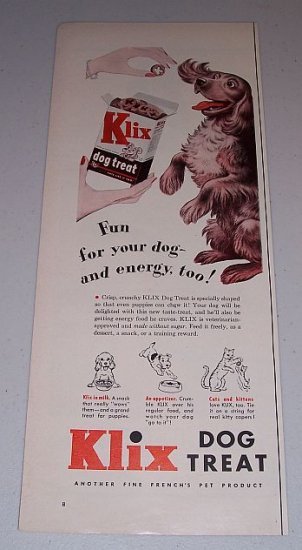 Klix
dog treat
Fun
for your dog-
and energy, too!
• Crisp, crunchy KLIX Dog Treat is specially shaped
so that even puppies can chew it! Your dog will be
delighted with this new taste-treat, and he'll also be
getting energy food he craves. KLIX is veterinarian-
approved and made without sugar. Feed it freely, as a
dessert, a snack, or a training reward.
Klix in milk. A snack
that really "wows"
them—and a grand
treat for puppies.
An appetizer. Crum-
ble KLIX over his
regular food, and
watch your dog
"go to it"!
Cats and kittens
love KLIX, too. Tie
it on a string for
real kitty capers!
Klix DOG
TREAT
ANOTHER FINE FRENCH'S PET PRODUCT
8